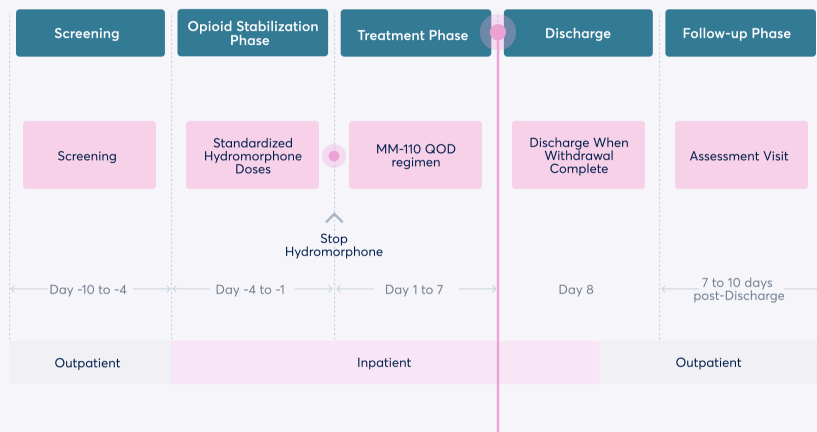 Screening
Opioid Stabilization
Phase
Treatment Phase
Discharge
Follow-up Phase
Screening
Standardized
Hydromorphone
Doses
MM-110 QOD
regimen
Discharge When
Withdrawal
Complete
Assessment Visit
Stop
Hydromorphone
Day -10 to -4
Day -4 to -1
Day 1 to 7
Day 8
7 to 10 days
post-Discharge
Outpatient
Inpatient
Outpatient